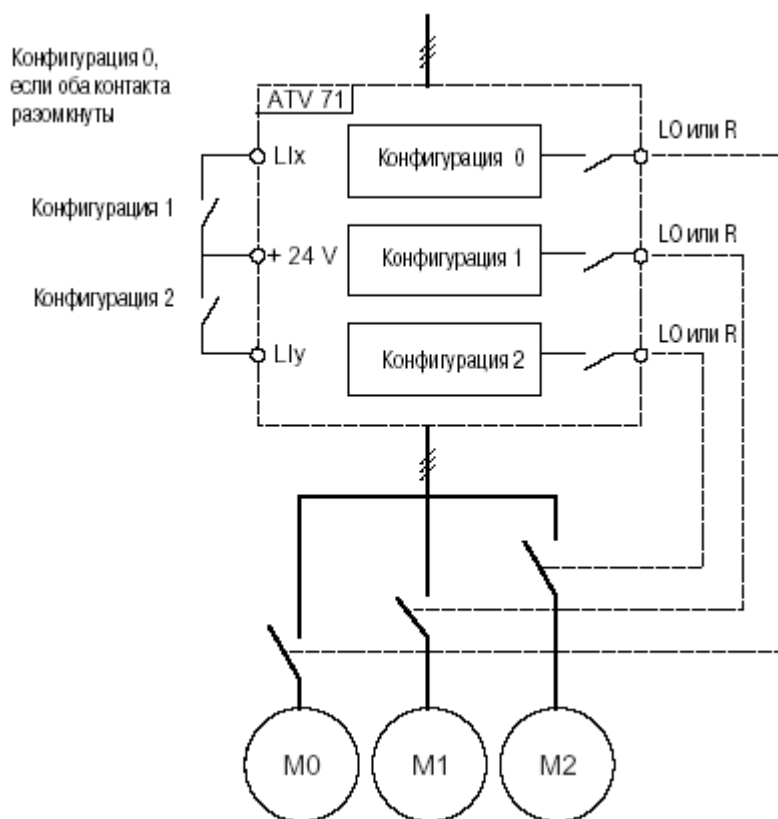 Конфигурация 0,
если оба контакта
разомкнуты
ATV 71
LIx
Конфигурация 0
LO или R
Конфигурация 1
+ 24 V
Конфигурация 1
LO или R
Конфигурация 2
LIy
Конфигурация 2
LO или R
M0
M1
M2